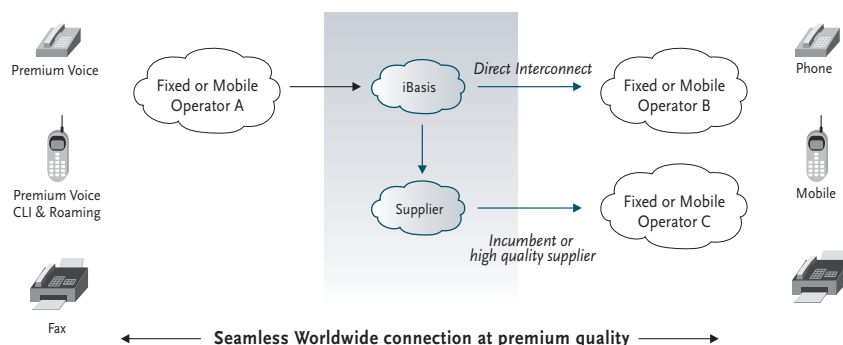 Premium Voice
Fixed or Mobile
Operator A
iBasis
Direct Interconnect
Fixed or Mobile
Operator B
Phone
Premium Voice
CLI & Roaming
Supplier
Incumbent or
high quality supplier
Fixed or Mobile
Operator C
Mobile
Fax
Seamless Worldwide connection at premium quality